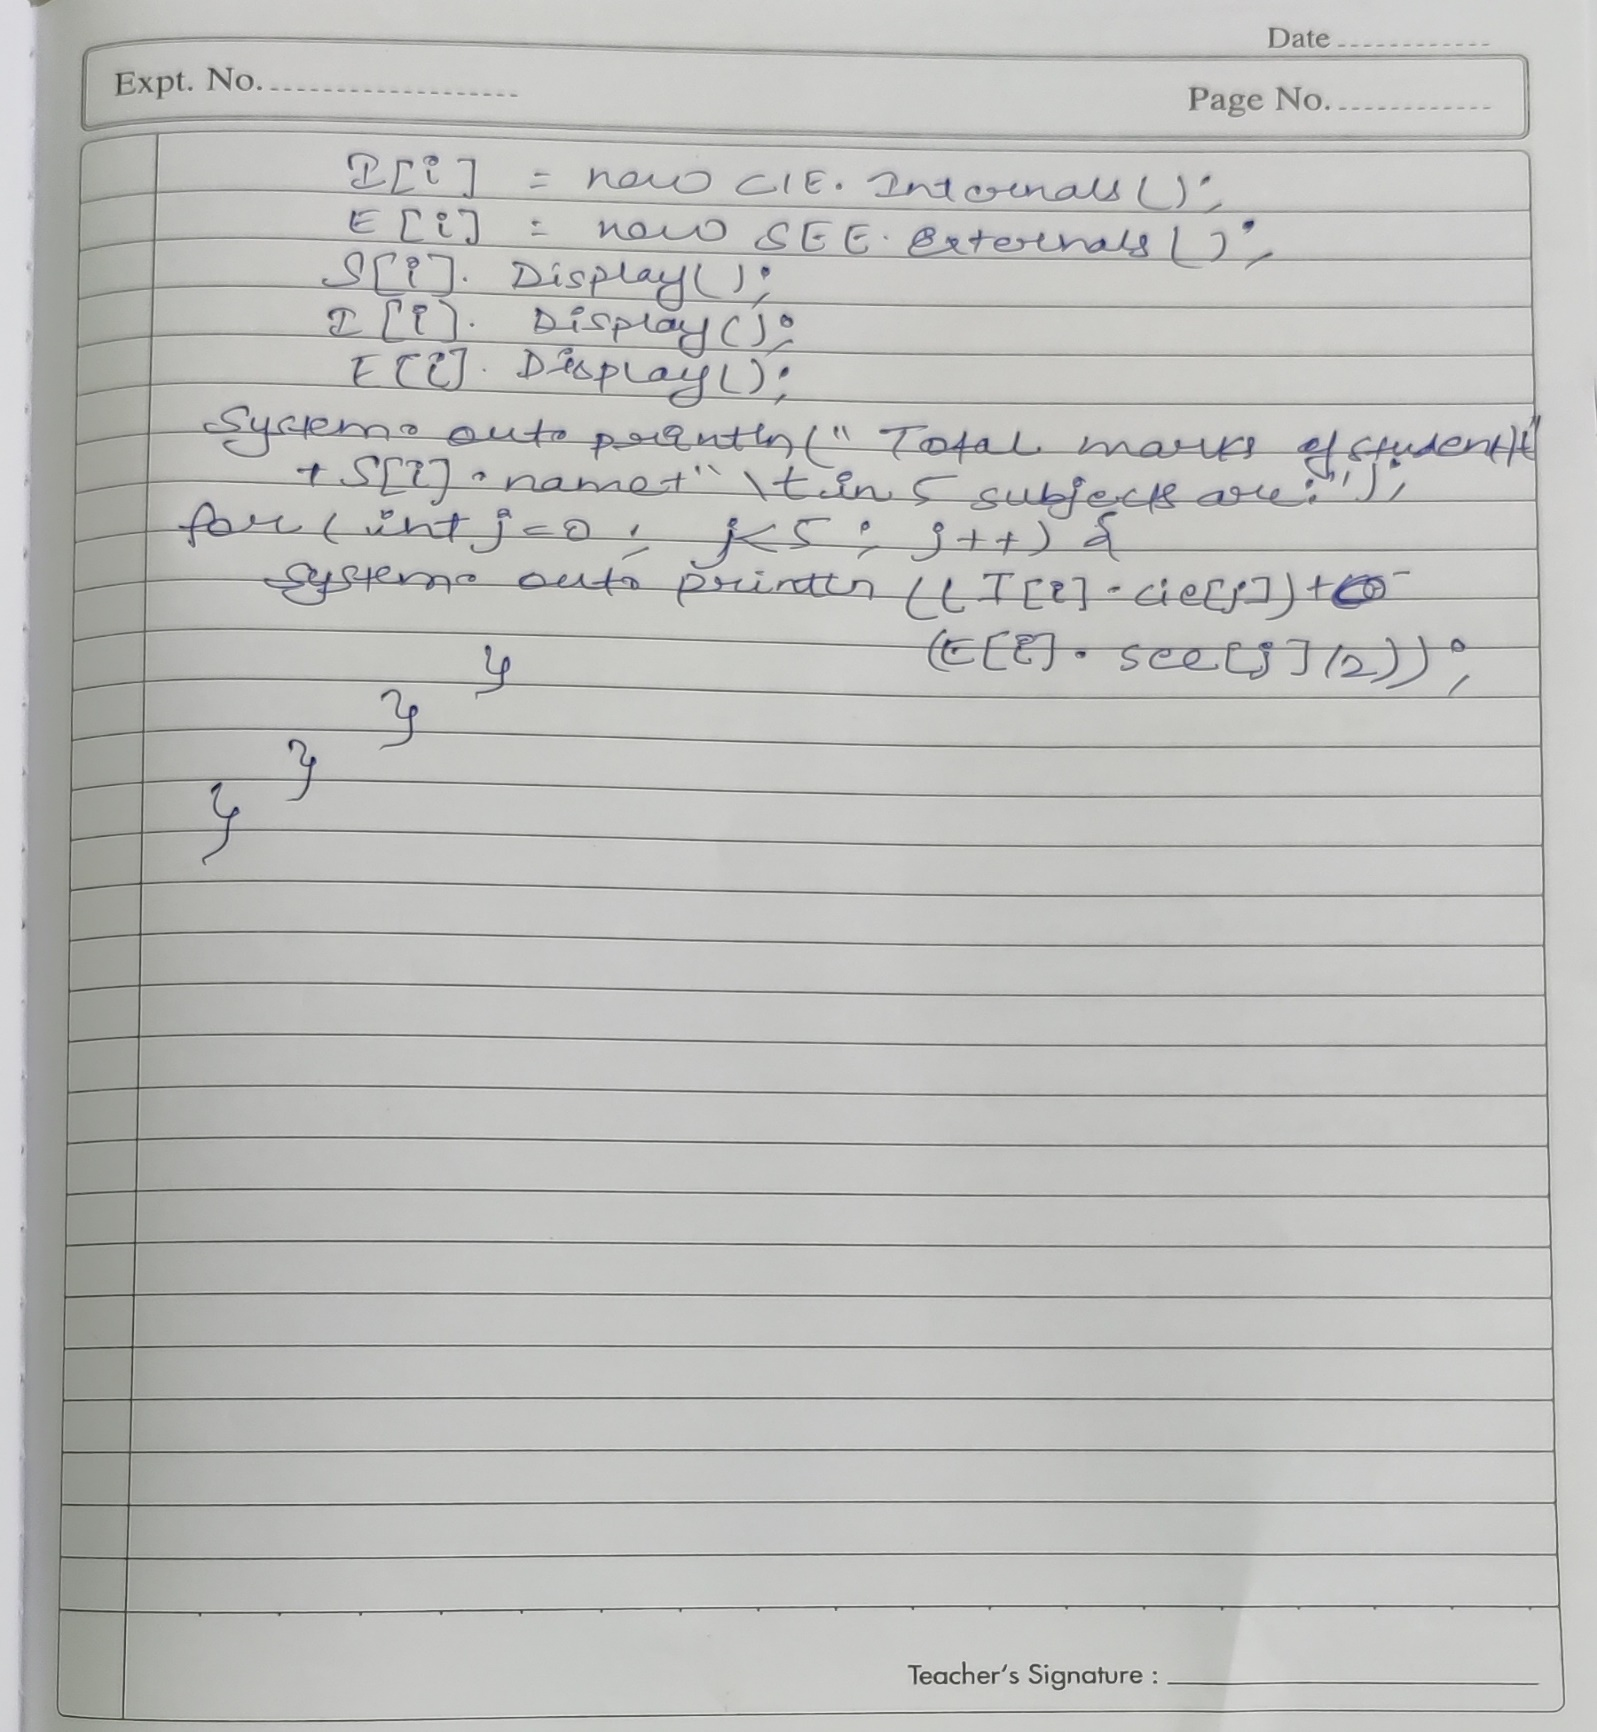 Date
Expt. No.
Page No.
I[i] = new CIE. Internals();
E[i] = new SEE. Externals();
S[i]. Display();
I[i]. Display();
E[i]. Display();
System. out. println(" Total marks of student\t"
+ S[i]. name+" \t in 5 subjects are:");
for (int j=0 ; j<5 ; j++) {
System. out. println ((I[i].cie[j])+
(E[i]. see[j]/2));
}
}
}
}
Teacher's Signature :